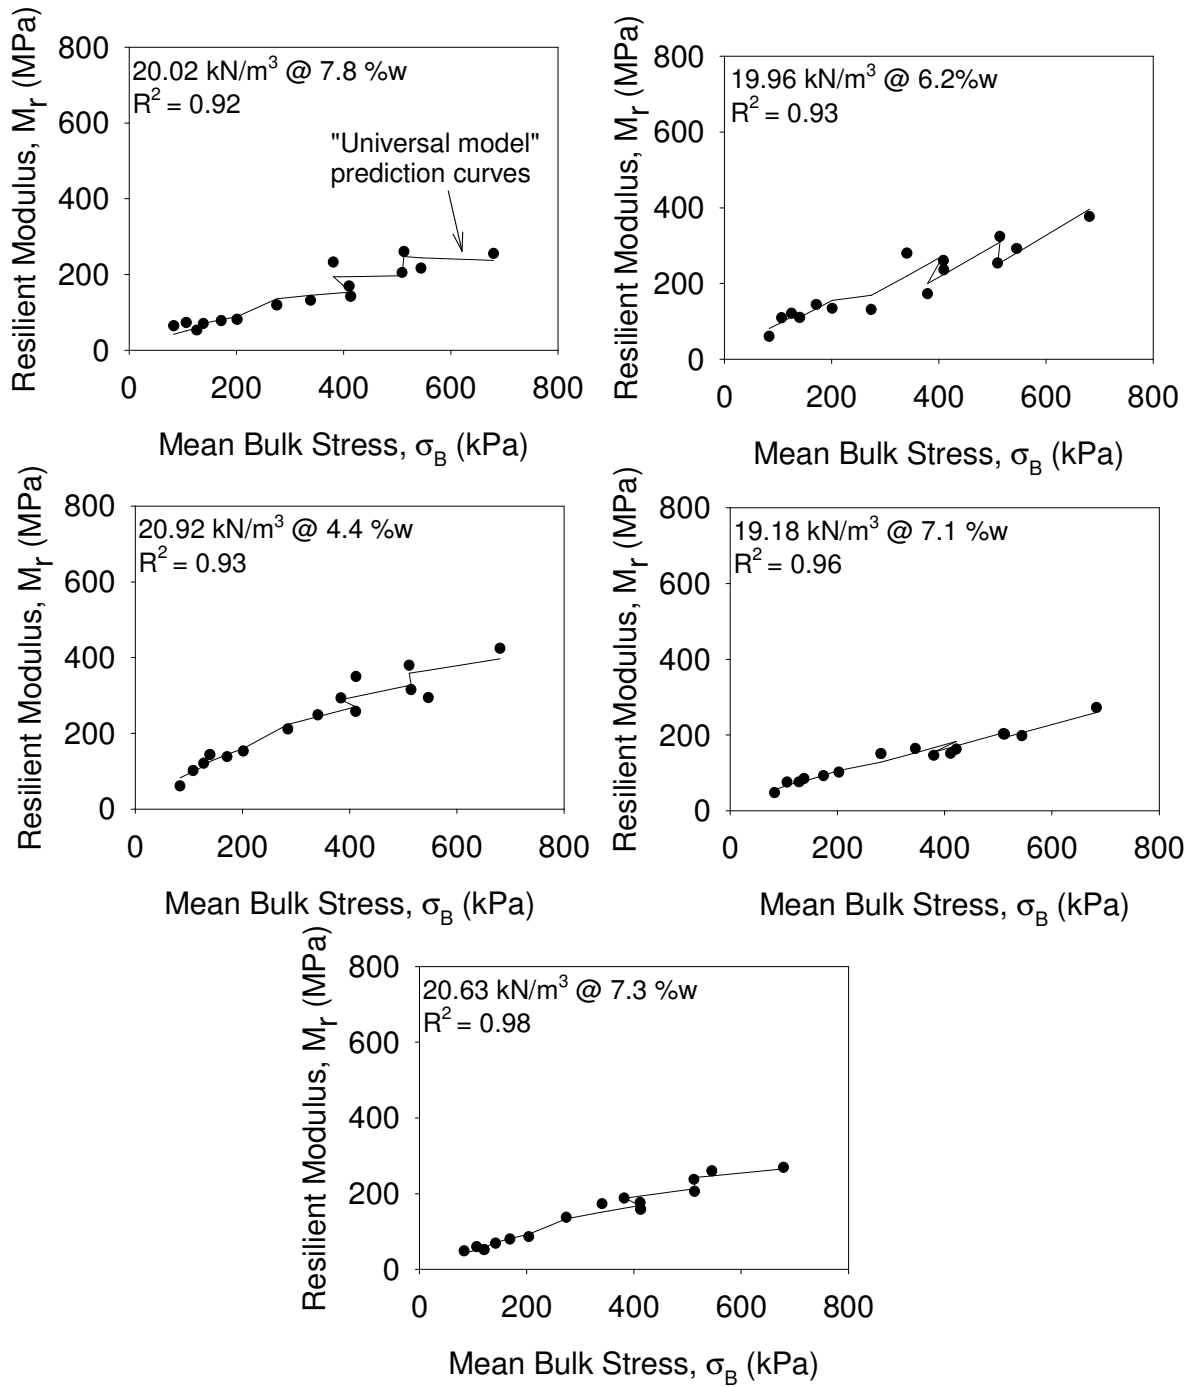 Resilient Modulus, Mr (MPa)
800
600
400
200
0
20.02 kN/m³ @ 7.8 %w
R² = 0.92
"Universal model"
prediction curves
0 200 400 600 800
Mean Bulk Stress, σB (kPa)
Resilient Modulus, Mr (MPa)
800
600
400
200
0
19.96 kN/m³ @ 6.2%w
R² = 0.93
0 200 400 600 800
Mean Bulk Stress, σB (kPa)
Resilient Modulus, Mr (MPa)
800
600
400
200
0
20.92 kN/m³ @ 4.4 %w
R² = 0.93
0 200 400 600 800
Mean Bulk Stress, σB (kPa)
Resilient Modulus, Mr (MPa)
800
600
400
200
0
19.18 kN/m³ @ 7.1 %w
R² = 0.96
0 200 400 600 800
Mean Bulk Stress, σB (kPa)
Resilient Modulus, Mr (MPa)
800
600
400
200
0
20.63 kN/m³ @ 7.3 %w
R² = 0.98
0 200 400 600 800
Mean Bulk Stress, σB (kPa)